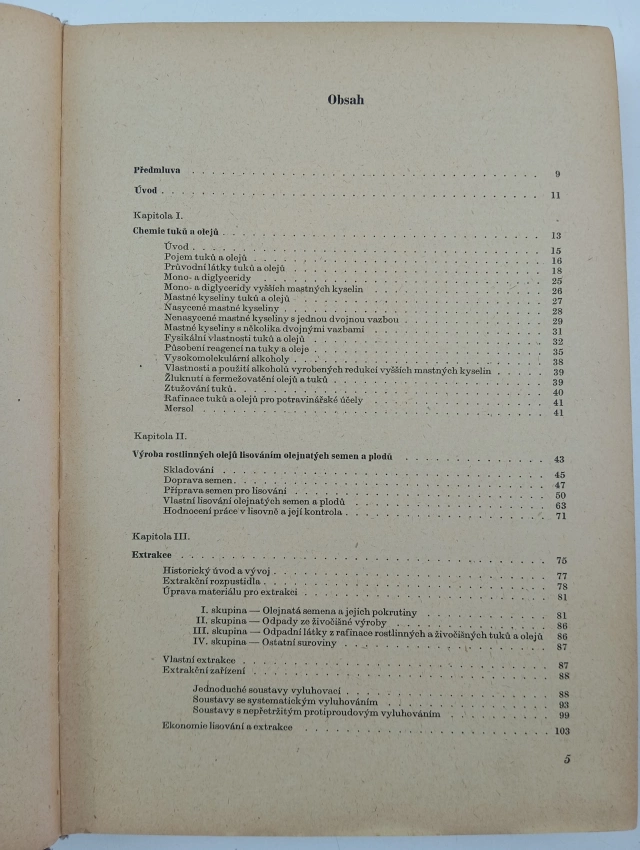 Obsah
Předmluva . . . . . 9
Úvod . . . . . 11
Kapitola I.
Chemie tuků a olejů . . . . . 13
Úvod . . . . . 15
Pojem tuků a olejů . . . . . 16
Průvodní látky tuků a olejů . . . . . 18
Mono- a diglyceridy . . . . . 25
Mono- a diglyceridy vyšších mastných kyselin . . . . . 26
Mastné kyseliny tuků a olejů . . . . . 27
Nasycené mastné kyseliny . . . . . 28
Nenasycené mastné kyseliny s jednou dvojnou vazbou . . . . . 29
Mastné kyseliny s několika dvojnými vazbami . . . . . 31
Fysikální vlastnosti tuků a olejů . . . . . 32
Působení reagencí na tuky a oleje . . . . . 35
Vysokomolekulární alkoholy . . . . . 38
Vlastnosti a použití alkoholů vyrobených redukcí vyšších mastných kyselin . . . . . 39
Žluknutí a fermežovatění olejů a tuků . . . . . 39
Ztužování tuků . . . . . 40
Rafinace tuků a olejů pro potravinářské účely . . . . . 41
Mersol . . . . . 41
Kapitola II.
Výroba rostlinných olejů lisováním olejnatých semen a plodů . . . . . 43
Skladování . . . . . 45
Doprava semen . . . . . 47
Příprava semen pro lisování . . . . . 50
Vlastní lisování olejnatých semen a plodů . . . . . 63
Hodnocení práce v lisovně a její kontrola . . . . . 71
Kapitola III.
Extrakce . . . . . 75
Historický úvod a vývoj . . . . . 77
Extrakční rozpustidla . . . . . 78
Úprava materiálu pro extrakci . . . . . 81
I. skupina — Olejnatá semena a jejich pokrutiny . . . . . 81
II. skupina — Odpady ze živočišné výroby . . . . . 86
III. skupina — Odpadní látky z rafinace rostlinných a živočišných tuků a olejů 86
IV. skupina — Ostatní suroviny . . . . . 87
Vlastní extrakce . . . . . 87
Extrakční zařízení . . . . . 88
Jednoduché soustavy vyluhovací . . . . . 88
Soustavy se systematickým vyluhováním . . . . . 93
Soustavy s nepřetržitým protiproudovým vyluhováním . . . . . 99
Ekonomie lisování a extrakce . . . . . 103
5